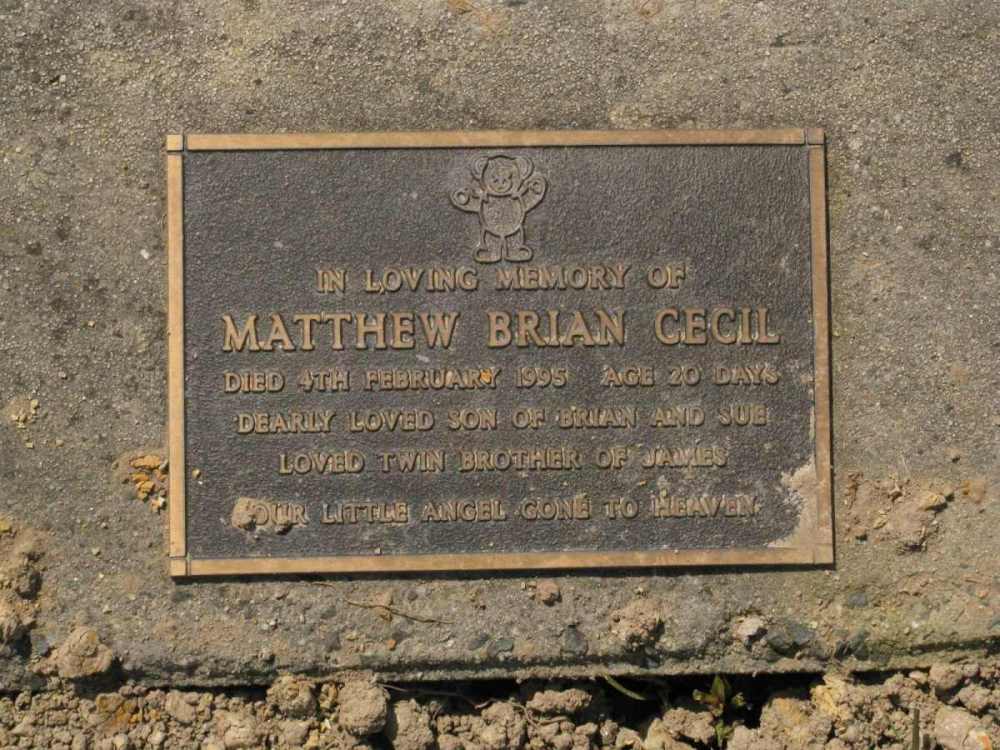 IN LOVING MEMORY OF
MATTHEW BRIAN CECIL
DIED 4TH FEBRUARY 1995 AGE 20 DAYS
DEARLY LOVED SON OF BRIAN AND SUE
LOVED TWIN BROTHER OF JAMES
OUR LITTLE ANGEL GONE TO HEAVEN.